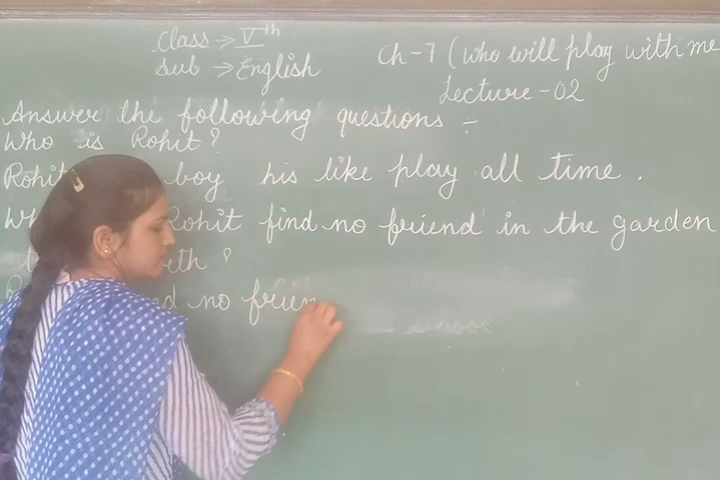 Class → Vth
Sub → English
Ch-7 (Who will play with me
Lecture-02
Answer the following questions :-
Who is Rohit?
Rohit boy his like play all time.
Rohit find no friend in the garden
?
no frien